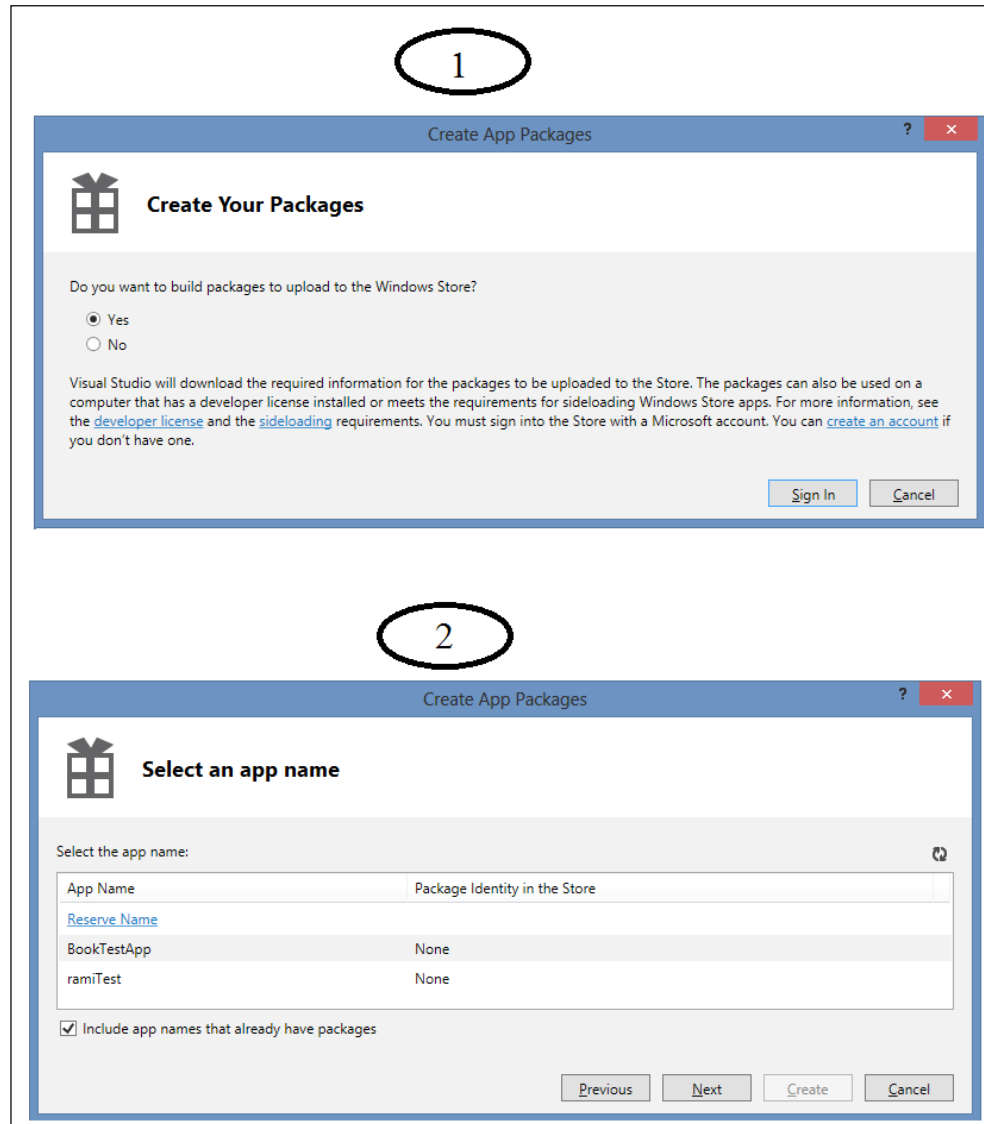 1
Create App Packages
?
Create Your Packages
Do you want to build packages to upload to the Windows Store?
Yes
No
Visual Studio will download the required information for the packages to be uploaded to the Store. The packages can also be used on a
computer that has a developer license installed or meets the requirements for sideloading Windows Store apps. For more information, see
the developer license and the sideloading requirements. You must sign into the Store with a Microsoft account. You can create an account if
you don't have one.
Sign In Cancel
2
Create App Packages
?
Select an app name
Select the app name:
App Name Package Identity in the Store
Reserve Name
BookTestApp None
ramiTest None
Include app names that already have packages
Previous Next Create Cancel